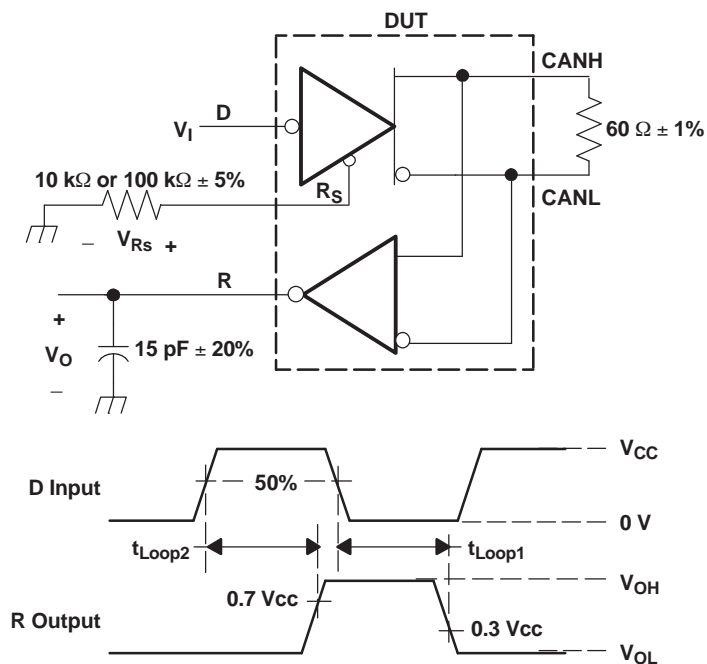 DUT
CANH
D
V_I
60 Ω ± 1%
10 kΩ or 100 kΩ ± 5%
R_S
CANL
_ V_Rs +
R
+
V_O
15 pF ± 20%
_
V_CC
D Input
50%
0 V
t_Loop2
t_Loop1
V_OH
0.7 Vcc
R Output
0.3 Vcc
V_OL